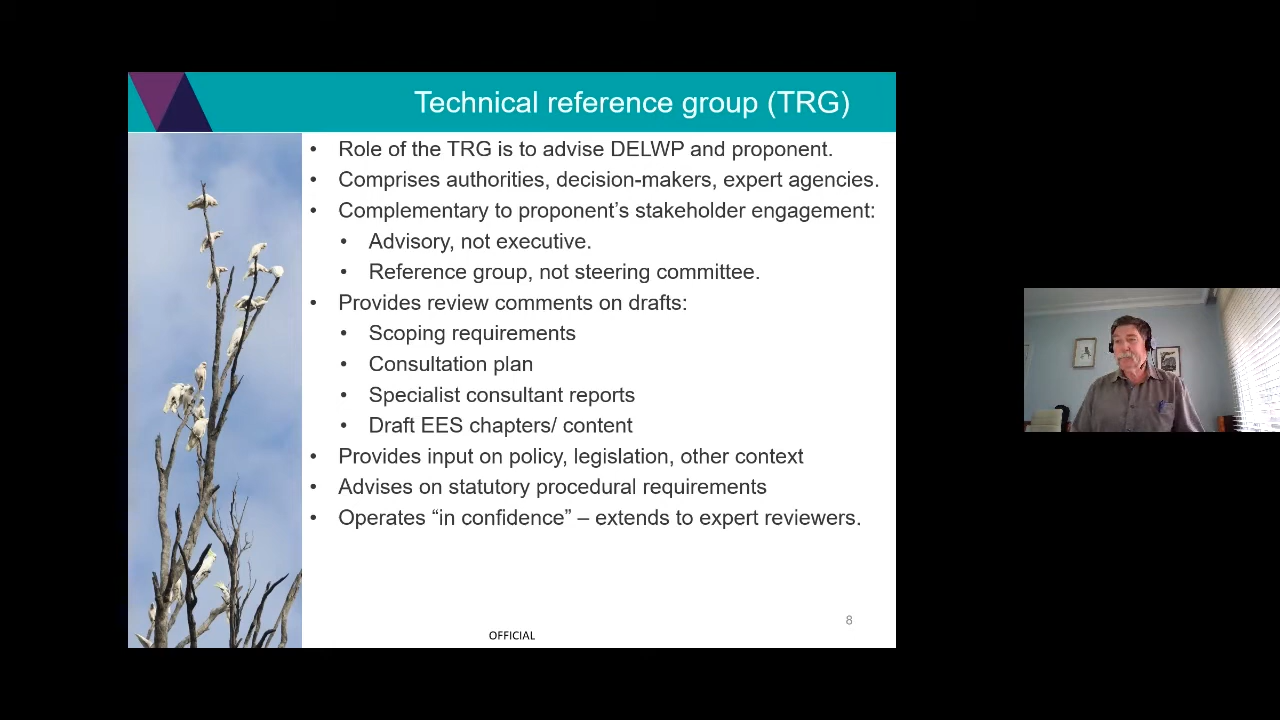 Technical reference group (TRG)
• Role of the TRG is to advise DELWP and proponent.
• Comprises authorities, decision-makers, expert agencies.
• Complementary to proponent’s stakeholder engagement:
• Advisory, not executive.
• Reference group, not steering committee.
• Provides review comments on drafts:
• Scoping requirements
• Consultation plan
• Specialist consultant reports
• Draft EES chapters/ content
• Provides input on policy, legislation, other context
• Advises on statutory procedural requirements
• Operates “in confidence” – extends to expert reviewers.
8
OFFICIAL